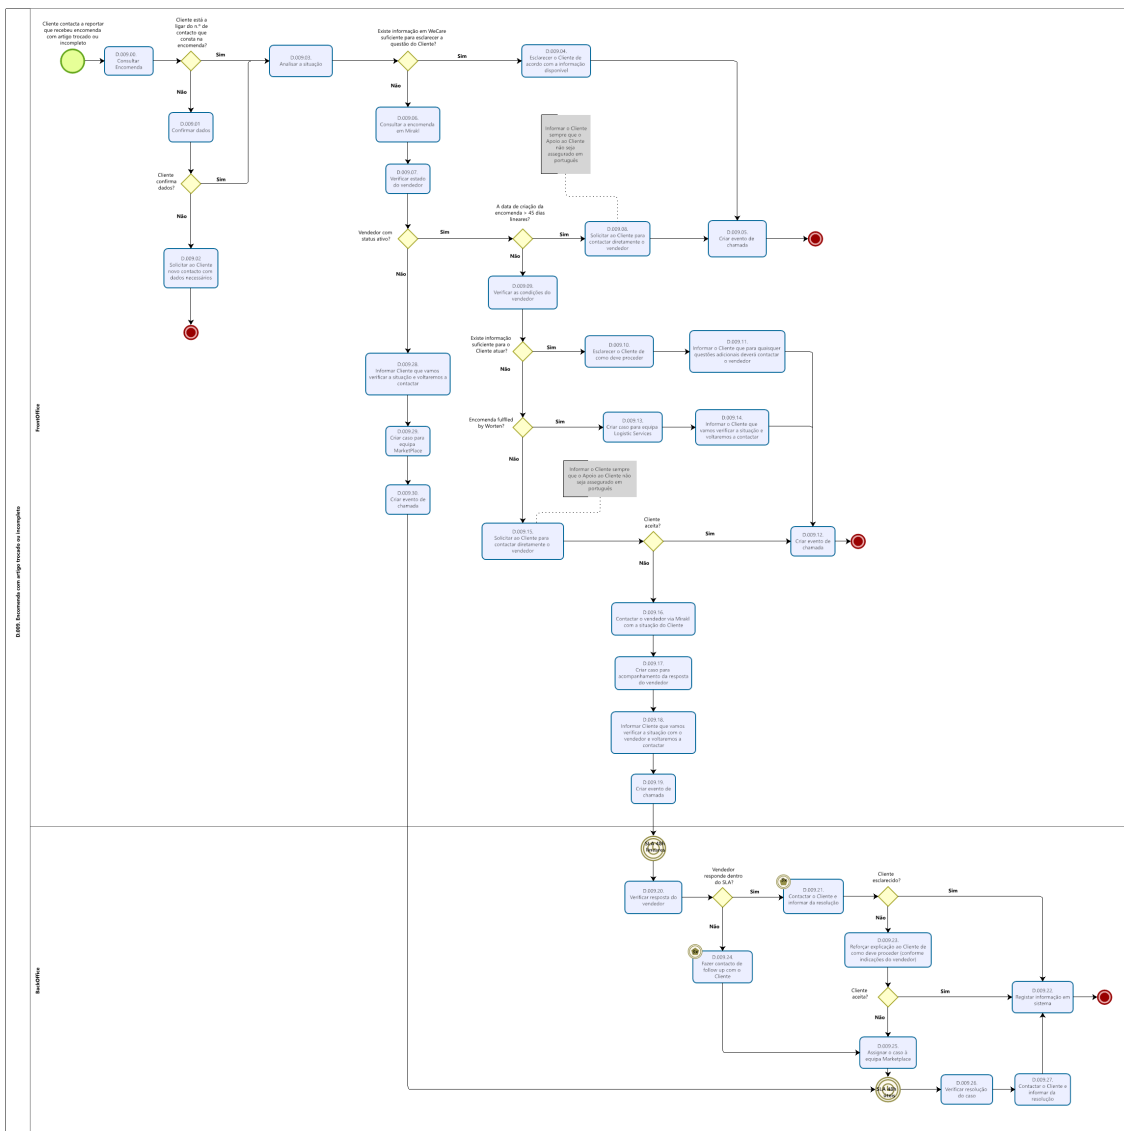 Cliente contacta a reportar
que recebeu encomenda
com artigo trocado ou
incompleto
D.009.00.
Consultar
Encomenda
Cliente está a
ligar do n.º de
contacto que
consta na
encomenda?
Sim
Não
D.009.01
Confirmar dados
Cliente
confirma
dados?
Sim
Não
D.009.02
Solicitar ao Cliente
novo contacto com
dados necessários
D.009.03.
Analisar a situação
Existe informação em WeCare
suficiente para esclarecer a
questão do Cliente?
Sim
Não
D.009.04.
Esclarecer o Cliente de
acordo com a informação
disponível
D.009.06.
Consultar a encomenda
em Mirakl
D.009.07.
Verificar estado
do vendedor
Vendedor com
status ativo?
Sim
Não
A data de criação da
encomenda
45 dias
lineares?
Sim
Não
Informar o Cliente
sempre que o
Apoio ao Cliente
não seja
assegurado em
português
Solicitar ao Cliente para
contactar diretamente o
vendedor
D.009.05.
Criar evento de
chamada
D.009.09.
Verificar as condições do
vendedor
Existe informação
suficiente para o
Cliente atuar?
Sim
Não
D.009.10.
Esclarecer o Cliente de
como deve proceder
D.009.11.
Informar o Cliente que para quaisquer
questões adicionais deverá contactar
o vendedor
Encomenda fulfilled
by Worten?
Sim
Não
D.009.13.
Criar caso para equipa
Logistic Services
D.009.14.
Informar o Cliente que
vamos verificar a situação e
voltaremos a contactar
Informar o Cliente sempre
que o Apoio ao Cliente não
seja assegurado em
português
D.009.15.
Solicitar ao Cliente para
contactar diretamente o
vendedor
Cliente
aceita?
Sim
Não
D.009.12.
Criar evento de
chamada
D.009.28.
Informar Cliente que vamos
verificar a situação e voltaremos a
contactar
D.009.29.
Criar caso para
equipa
MarketPlace
D.009.30.
Criar evento de
chamada
D.009.16.
Contactar o vendedor via Mirakl
com a situação do Cliente
D.009.17.
Criar caso para
acompanhamento da resposta
do vendedor
D.009.18.
Informar Cliente que vamos
verificar a situação com o
vendedor e voltaremos a
contactar
D.009.19.
Criar evento de
chamada
D.009. Encomenda com artigo trocado ou incompleto
FrontOffice
BackOffice
D.009.20.
Verificar resposta do
vendedor
Vendedor
responde dentro
do SLA?
Sim
Não
D.009.21.
Contactar o Cliente e
informar da resolução
Cliente
esclarecido?
Sim
Não
D.009.23.
Reforçar explicação ao Cliente de
como deve proceder (conforme
indicações do vendedor)
D.009.24.
Fazer contacto de
follow up com o
Cliente
Cliente
aceita?
Sim
Não
D.009.22.
Registar informação em
sistema
D.009.25.
Assignar o caso à
equipa Marketplace
D.009.26.
Verificar resolução
do caso
D.009.27.
Contactar o Cliente e
informar da
resolução